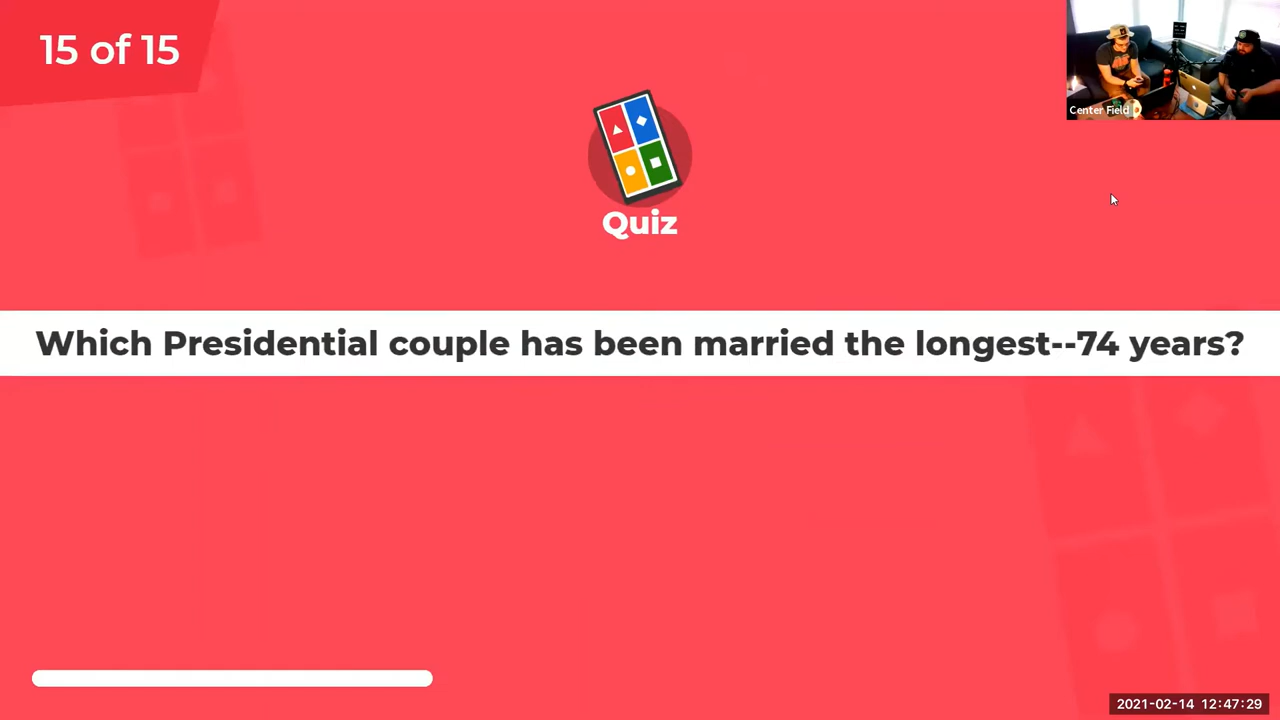 15 of 15
Center Field
Quiz
Which Presidential couple has been married the longest--74 years?
2021-02-14 12:47:29